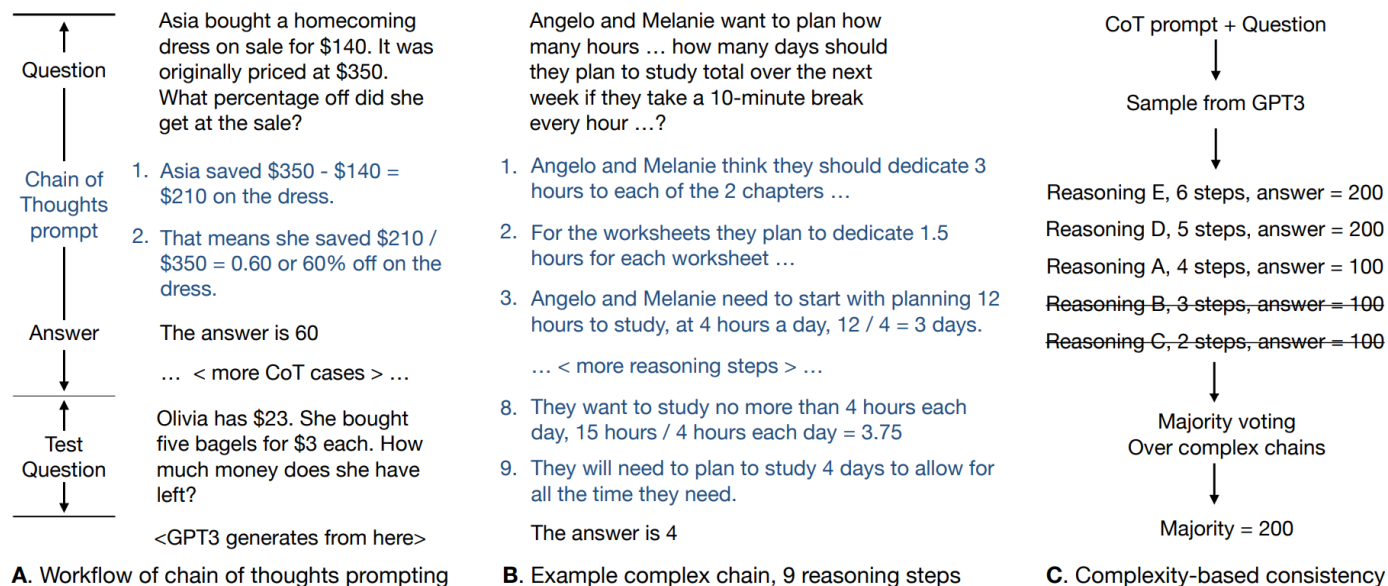 Question
Chain of
Thoughts
prompt
Answer
Test
Question
Asia bought a homecoming
dress on sale for $140. It was
originally priced at $350.
What percentage off did she
get at the sale?
1. Asia saved $350 - $140 =
$210 on the dress.
2. That means she saved $210 /
$350 = 0.60 or 60% off on the
dress.
The answer is 60
... < more CoT cases > ...
Olivia has $23. She bought
five bagels for $3 each. How
much money does she have
left?
<GPT3 generates from here>
A. Workflow of chain of thoughts prompting
Angelo and Melanie want to plan how
many hours ... how many days should
they plan to study total over the next
week if they take a 10-minute break
every hour ...?
1. Angelo and Melanie think they should dedicate 3
hours to each of the 2 chapters ...
2. For the worksheets they plan to dedicate 1.5
hours for each worksheet ...
3. Angelo and Melanie need to start with planning 12
hours to study, at 4 hours a day, 12 / 4 = 3 days.
... < more reasoning steps > ...
8. They want to study no more than 4 hours each
day, 15 hours / 4 hours each day = 3.75
9. They will need to plan to study 4 days to allow for
all the time they need.
The answer is 4
B. Example complex chain, 9 reasoning steps
CoT prompt + Question
Sample from GPT3
Reasoning E, 6 steps, answer = 200
Reasoning D, 5 steps, answer = 200
Reasoning A, 4 steps, answer = 100
Reasoning B, 3 steps, answer = 100
Reasoning C, 2 steps, answer = 100
Majority voting
Over complex chains
Majority = 200
C. Complexity-based consistency